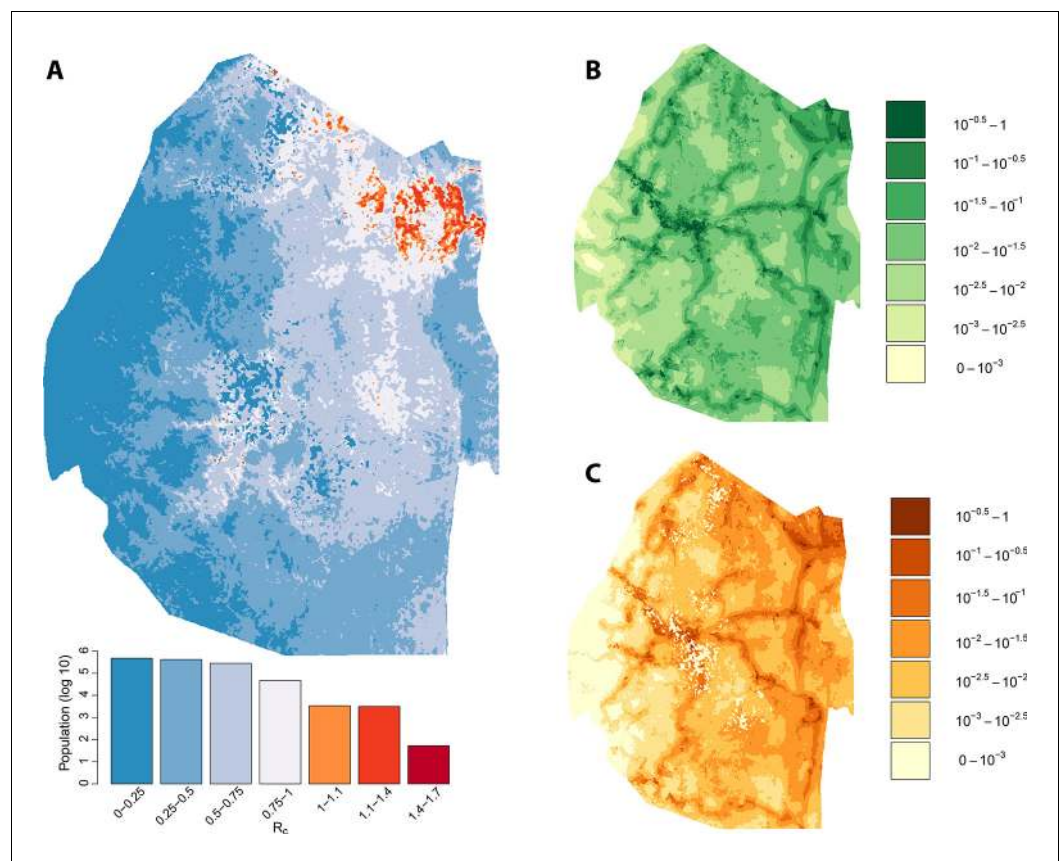 A
B
10^-0.5 – 1
10^-1 – 10^-0.5
10^-1.5 – 10^-1
10^-2 – 10^-1.5
10^-2.5 – 10^-2
10^-3 – 10^-2.5
0 – 10^-3
C
10^-0.5 – 1
10^-1 – 10^-0.5
10^-1.5 – 10^-1
10^-2 – 10^-1.5
10^-2.5 – 10^-2
10^-3 – 10^-2.5
0 – 10^-3
Population (log 10)
6
5
4
3
2
1
0
0–0.25
0.25–0.5
0.5–0.75
0.75–1
1–1.1
1.1–1.4
1.4–1.7
Rc